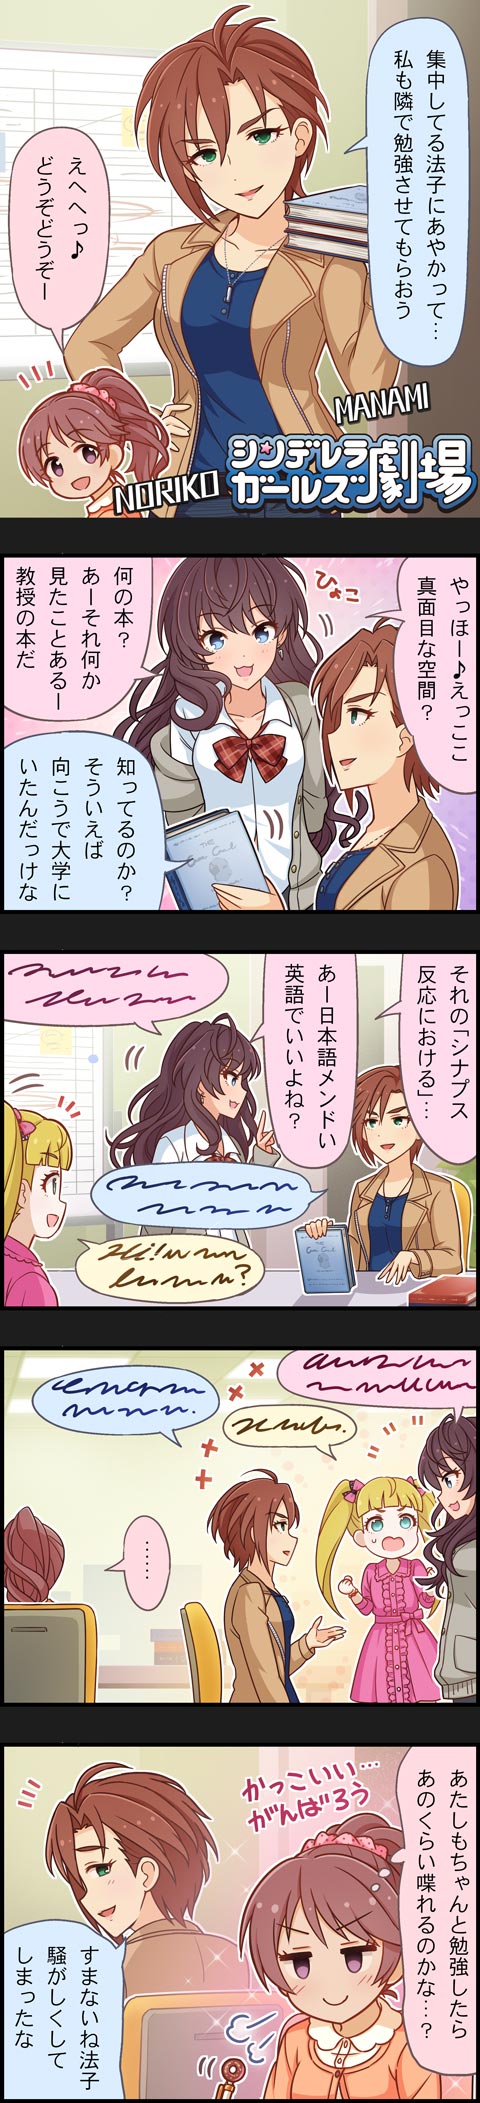 集中してる法子にあやかって…
私も隣で勉強させてもらおう
えへへっ♪
どうぞどうぞー
MANAMI
NORIKO
シンデレラ
ガールズ劇場
やっほー♪えっここ
真面目な空間?
ひょこ
何の本?
あーそれ何か
見たことあるー
教授の本だ
知ってるのか?
そういえば
向こうで大学に
いたんだっけな
THE
それの「シナプス
反応における」…
あー日本語メンドい
英語でいいよね?
THE
Hi!
……
あたしもちゃんと勉強したら
あのくらい喋れるのかな…?
かっこいい…
がんばろう
すまないね法子
騒がしくして
しまったな